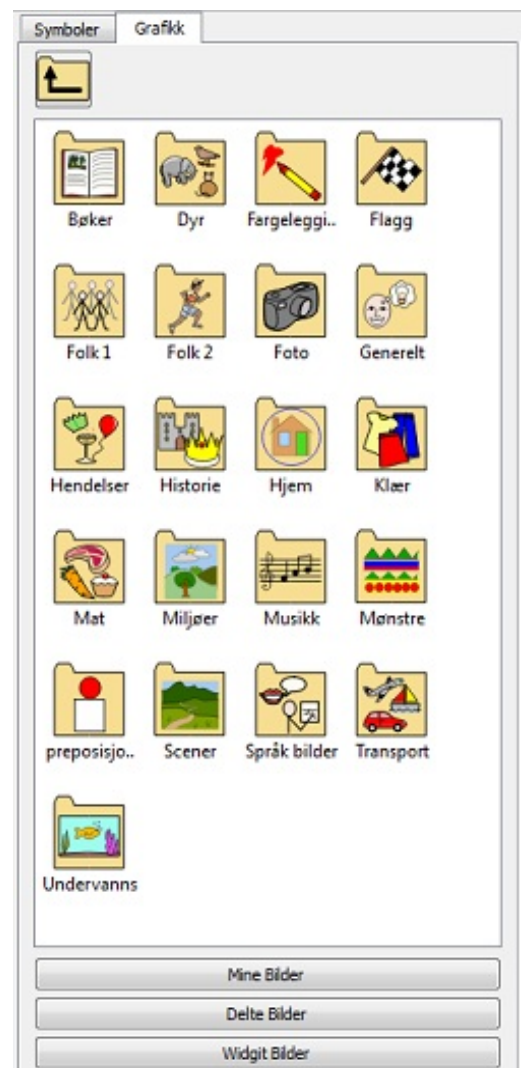 Symboler Grafikk
Bøker Dyr Fargeleggi.. Flagg
Folk 1 Folk 2 Foto Generelt
Hendelser Historie Hjem Klær
Mat Miljøer Musikk Mønstre
preposisjo.. Scener Språk bilder Transport
Undervanns
Mine Bilder
Delte Bilder
Widgit Bilder